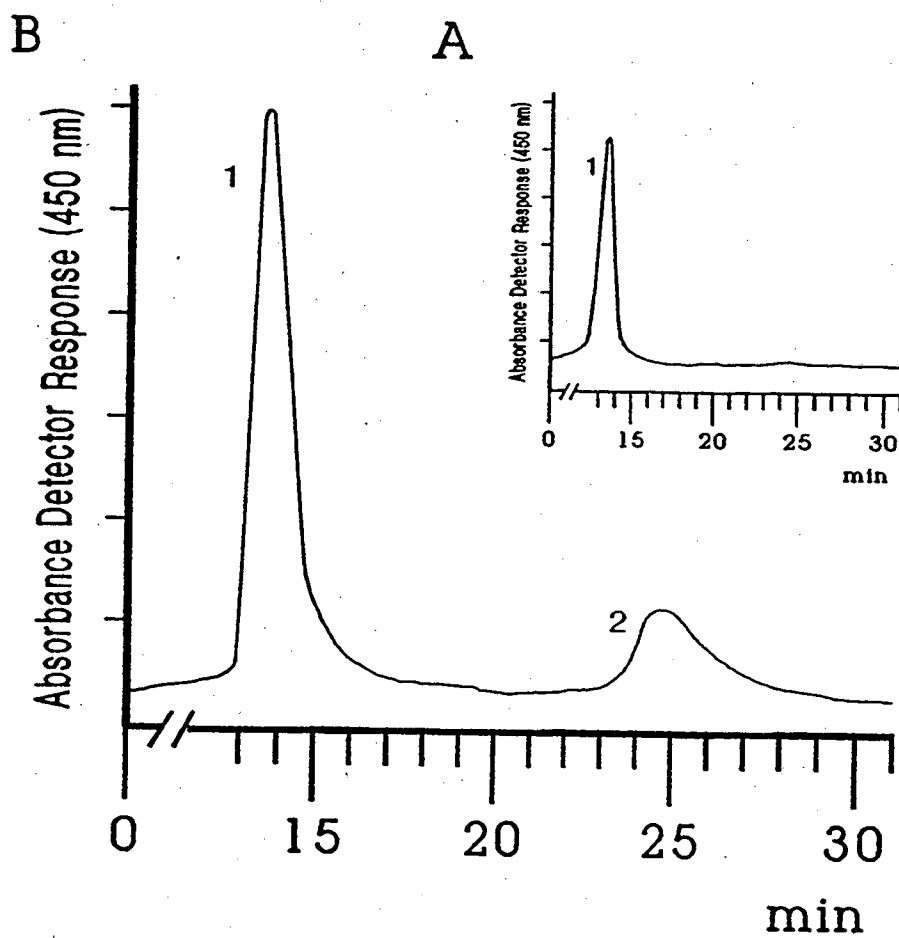 B
A
Absorbance Detector Response (450 nm)
1
2
0 15 20 25 30
min
Absorbance Detector Response (450 nm)
1
0 15 20 25 30
min